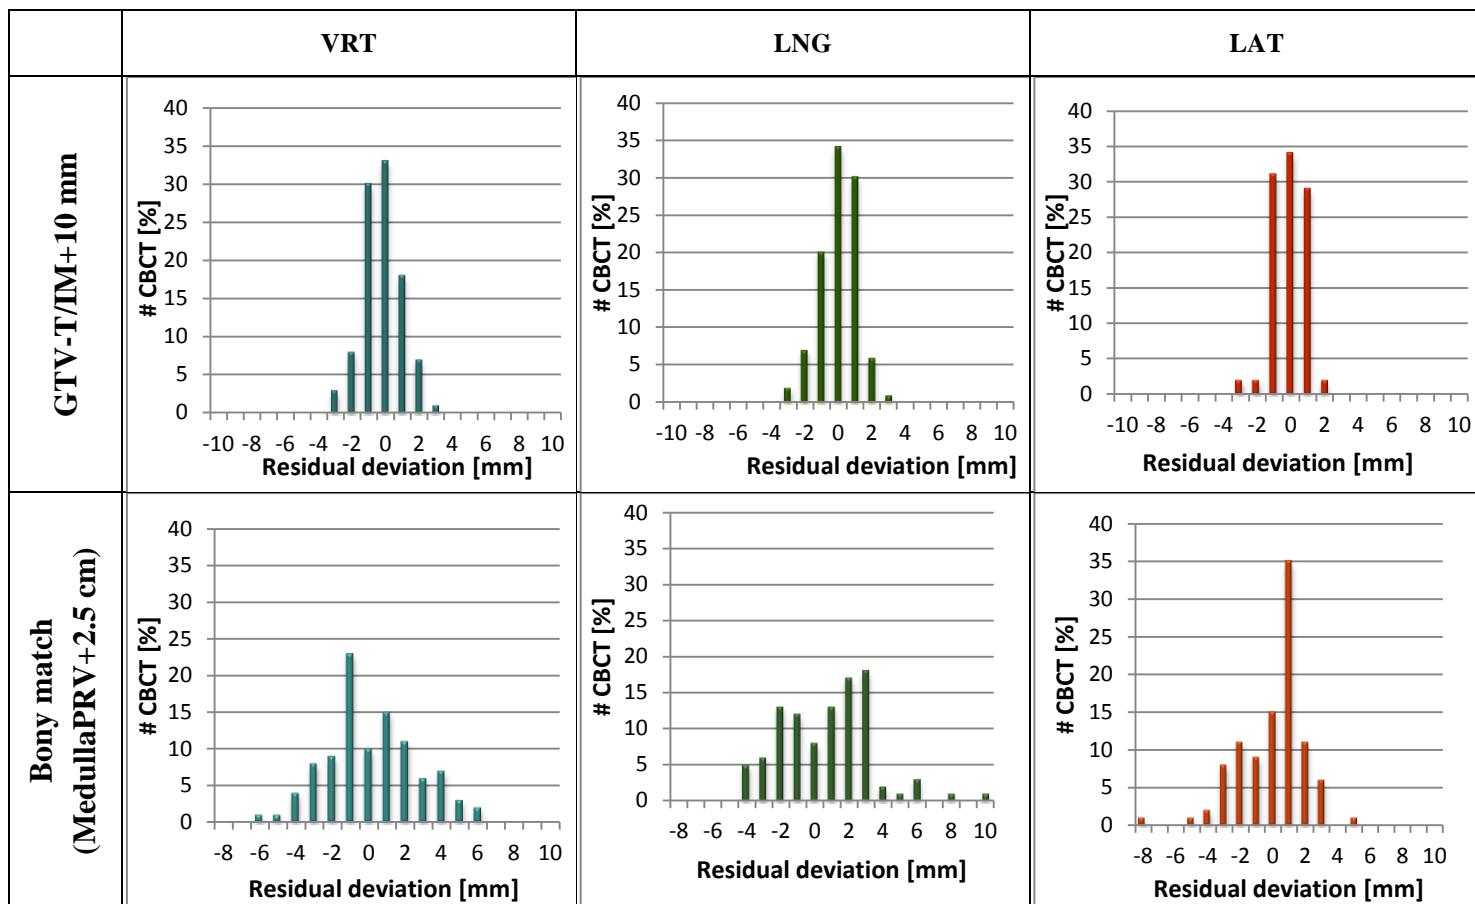 VRT LNG LAT
GTV-T/IM+10 mm
# CBCT [%]
40
35
30
25
20
15
10
5
0
-10 -8 -6 -4 -2 0 2 4 6 8 10
Residual deviation [mm]
# CBCT [%]
40
35
30
25
20
15
10
5
0
-10 -8 -6 -4 -2 0 2 4 6 8 10
Residual deviation [mm]
# CBCT [%]
40
35
30
25
20
15
10
5
0
-10 -8 -6 -4 -2 0 2 4 6 8 10
Residual deviation [mm]
Bony match
(MedullaPRV+2.5 cm)
# CBCT [%]
40
35
30
25
20
15
10
5
0
-8 -6 -4 -2 0 2 4 6 8 10
Residual deviation [mm]
# CBCT [%]
40
35
30
25
20
15
10
5
0
-8 -6 -4 -2 0 2 4 6 8 10
Residual deviation [mm]
# CBCT [%]
40
35
30
25
20
15
10
5
0
-8 -6 -4 -2 0 2 4 6 8 10
Residual deviation [mm]